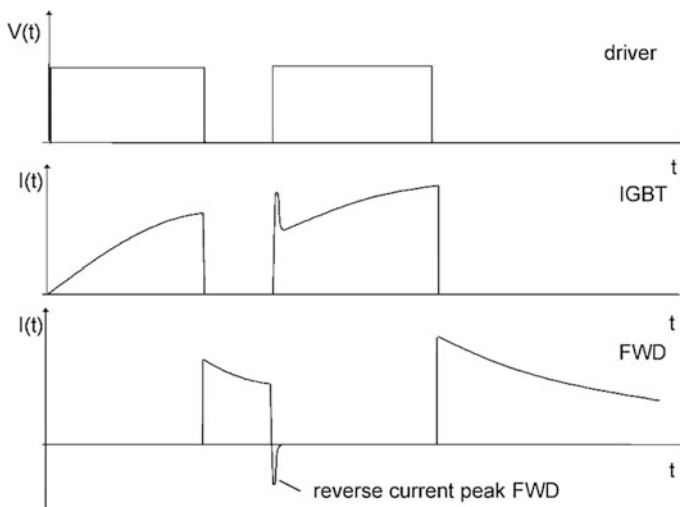 V(t)
driver
t
I(t)
IGBT
t
I(t)
FWD
t
reverse current peak FWD